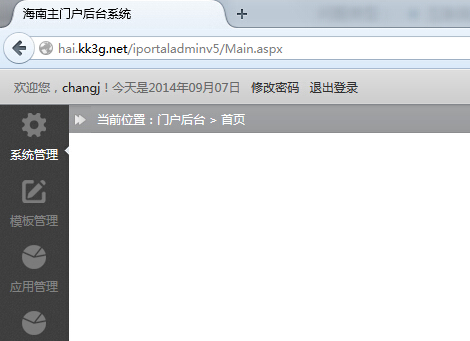 海南主门户后台系统
hai.kk3g.net/iportaladminv5/Main.aspx
欢迎您，changj！今天是2014年09月07日 修改密码 退出登录
当前位置：门户后台 > 首页
系统管理
模板管理
应用管理